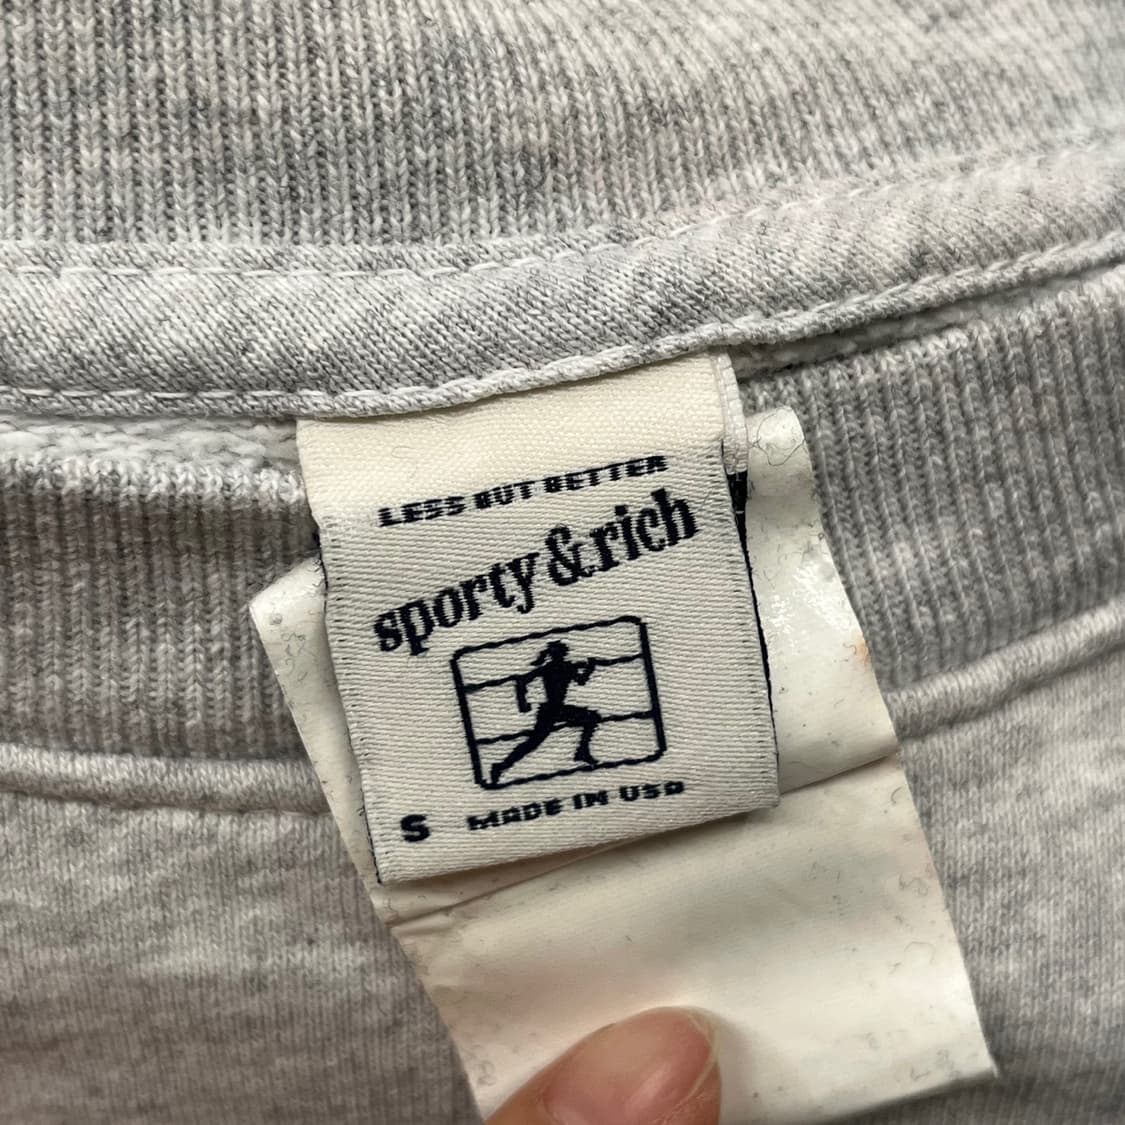 LESS BUT BETTER
sporty & rich
S MADE IN USA